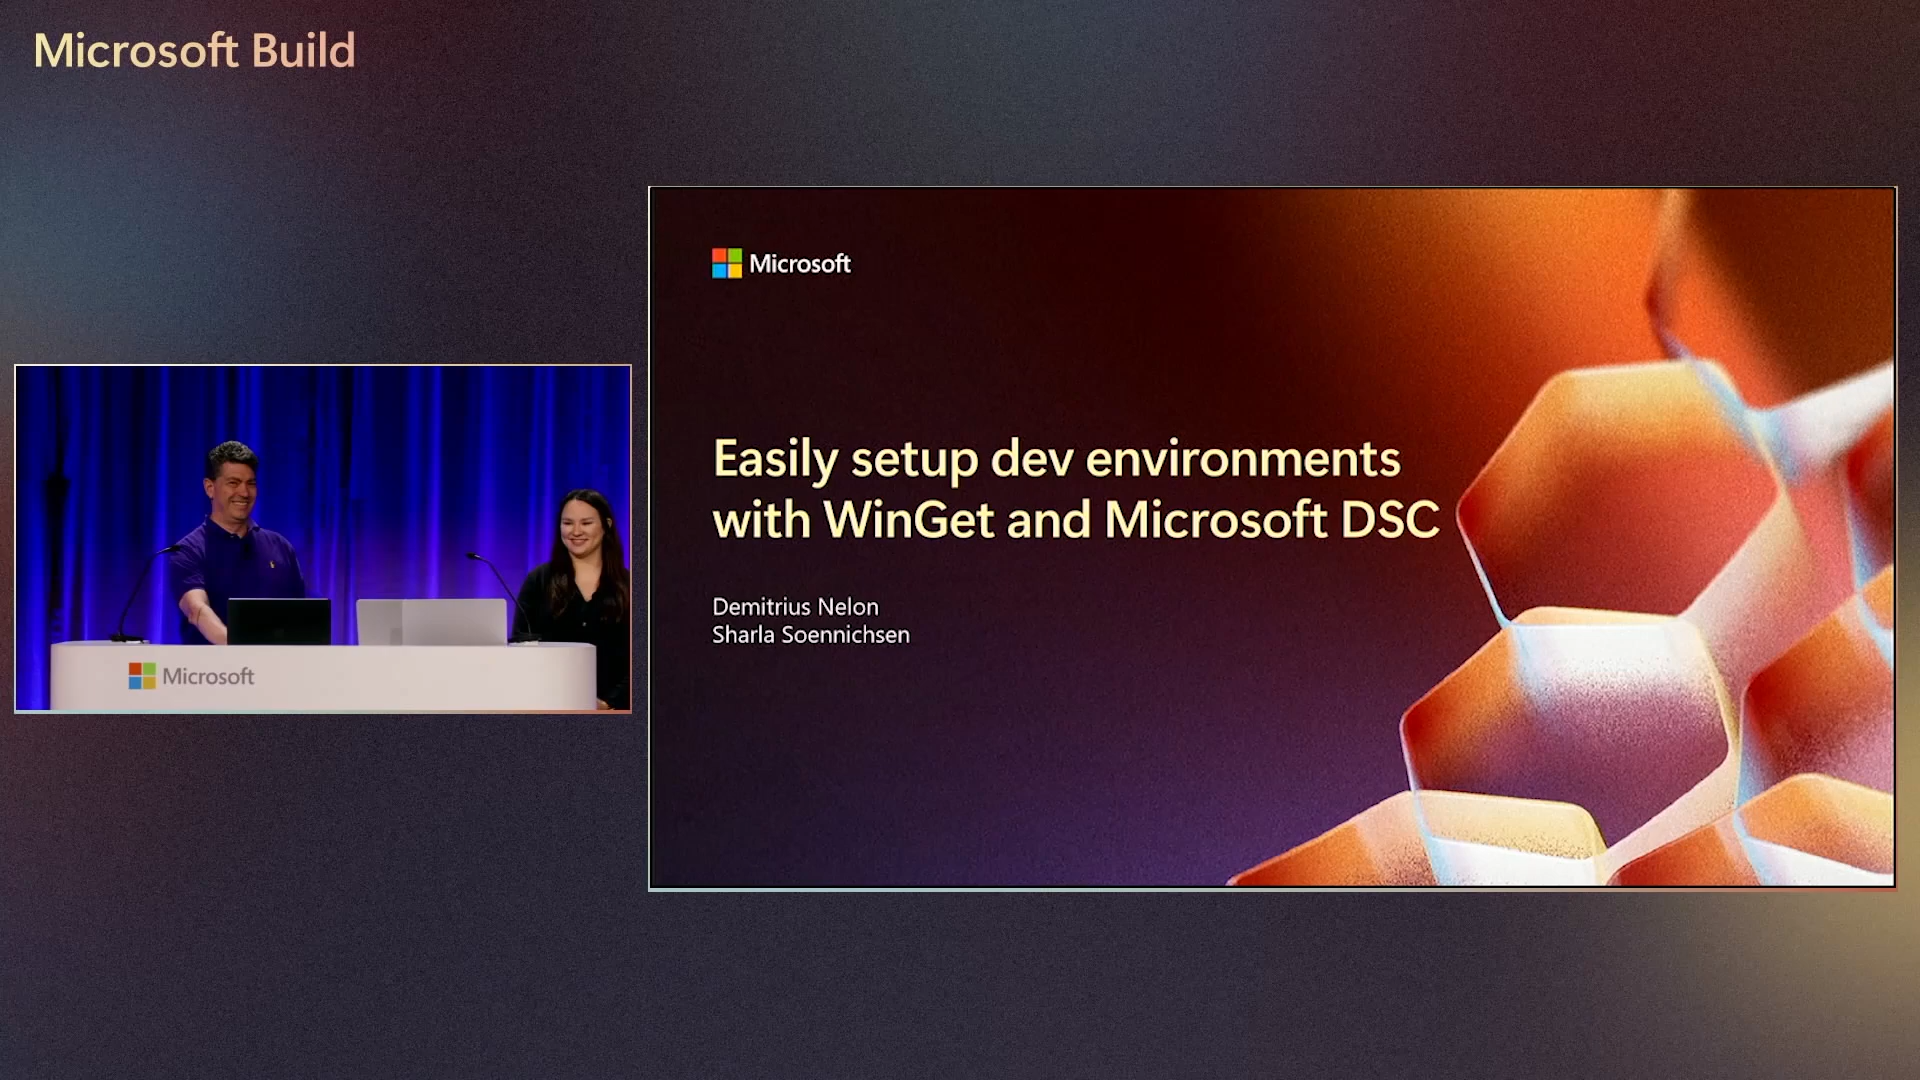 Microsoft Build
Microsoft
Easily setup dev environments
with WinGet and Microsoft DSC
Demitrius Nelon
Sharla Soennichsen
Microsoft